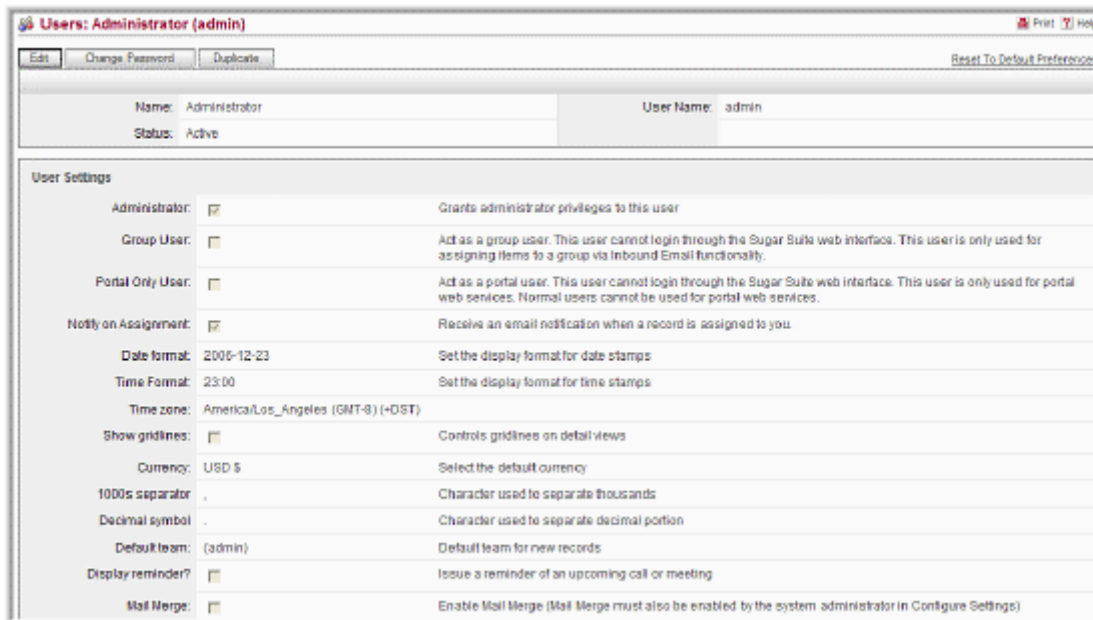 Users: Administrator (admin)
Print
Edit Change Password Duplicate
Reset To Default Preference
Name: Administrator User Name: admin
Status: Active
User Settings
Administrator: Grants administrator privileges to this user
Group User: Act as a group user. This user cannot login through the Sugar Suite web interface. This user is only used for
assigning items to a group via Inbound Email functionality.
Portal Only User: Act as a portal user. This user cannot login through the Sugar Suite web interface. This user is only used for portal
web services. Normal users cannot be used for portal web services.
Notify on Assignment: Receive an email notification when a record is assigned to you.
Date format: 2006-12-23 Set the display format for date stamps
Time Format: 23:00 Set the display format for time stamps
Time zone: America/Los_Angeles (GMT-8) (+DST)
Show gridlines: Controls gridlines on detail views
Currency: USD $ Select the default currency
1000s separator , Character used to separate thousands
Decimal symbol . Character used to separate decimal portion
Default team: (admin) Default team for new records
Display reminder? Issue a reminder of an upcoming call or meeting
Mail Merge: Enable Mail Merge (Mail Merge must also be enabled by the system administrator in Configure Settings)